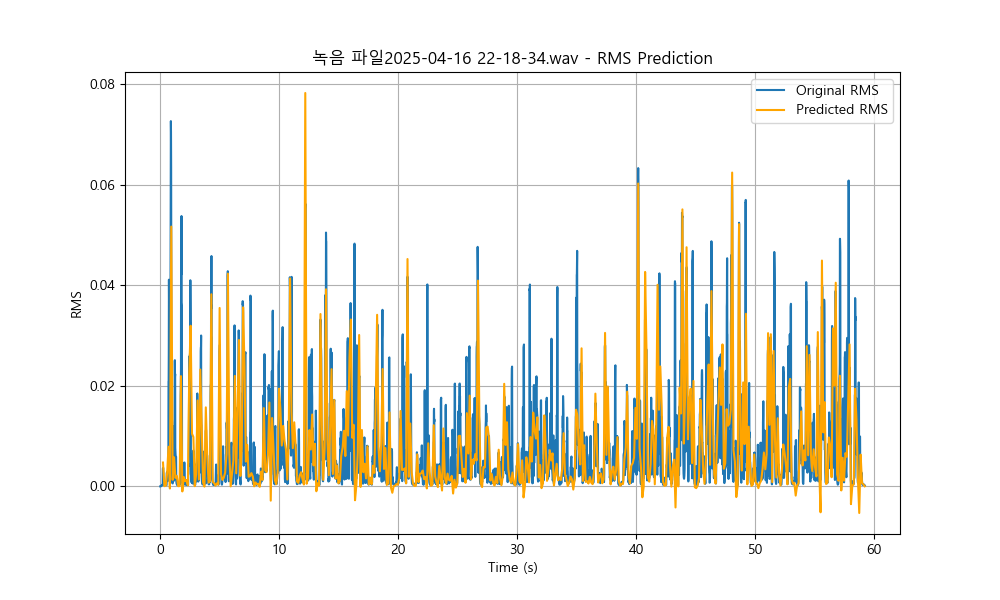 녹음 파일2025-04-16 22-18-34.wav - RMS Prediction
Original RMS
Predicted RMS
RMS
0.08
0.06
0.04
0.02
0.00
0 10 20 30 40 50 60
Time (s)